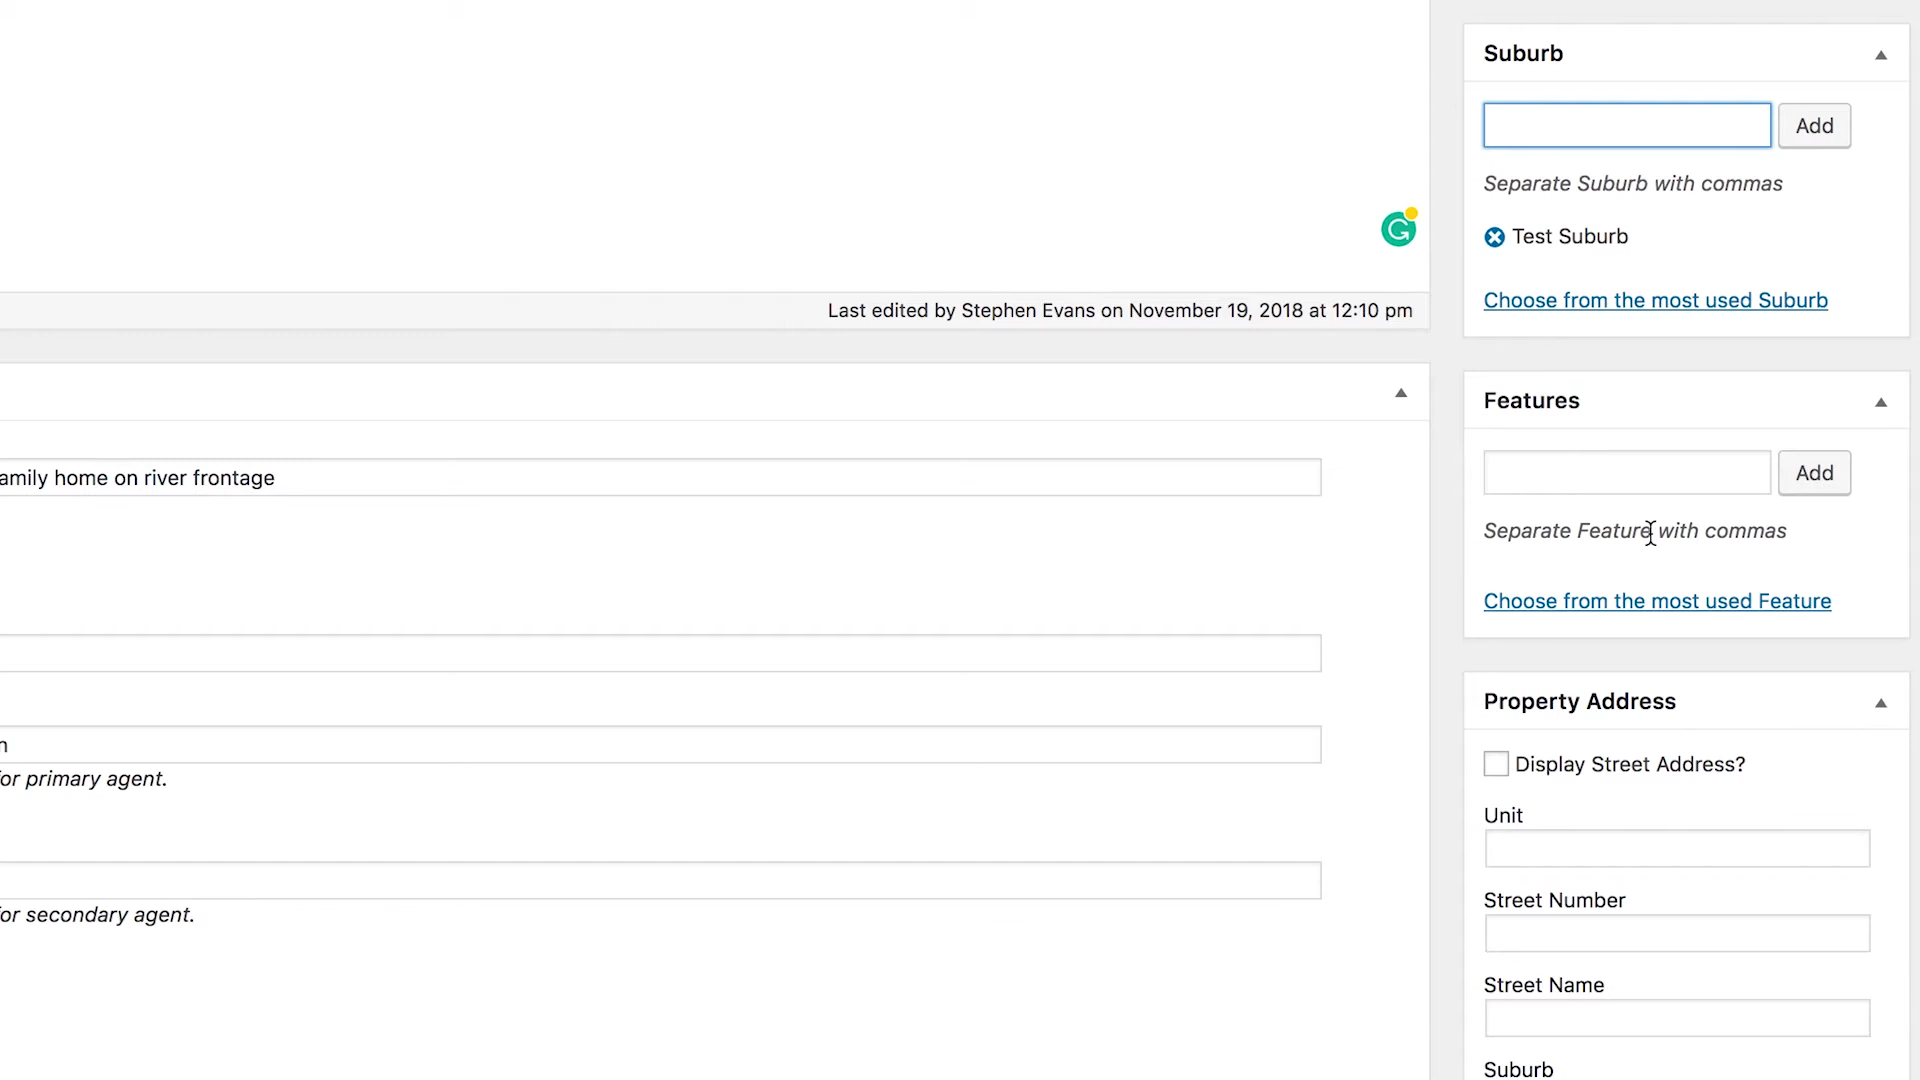 Suburb
Add
Separate Suburb with commas
Test Suburb
Choose from the most used Suburb
Last edited by Stephen Evans on November 19, 2018 at 12:10 pm
Features
amily home on river frontage
Add
Separate Feature with commas
Choose from the most used Feature
Property Address
n
Display Street Address?
or primary agent.
Unit
Street Number
or secondary agent.
Street Name
Suburb